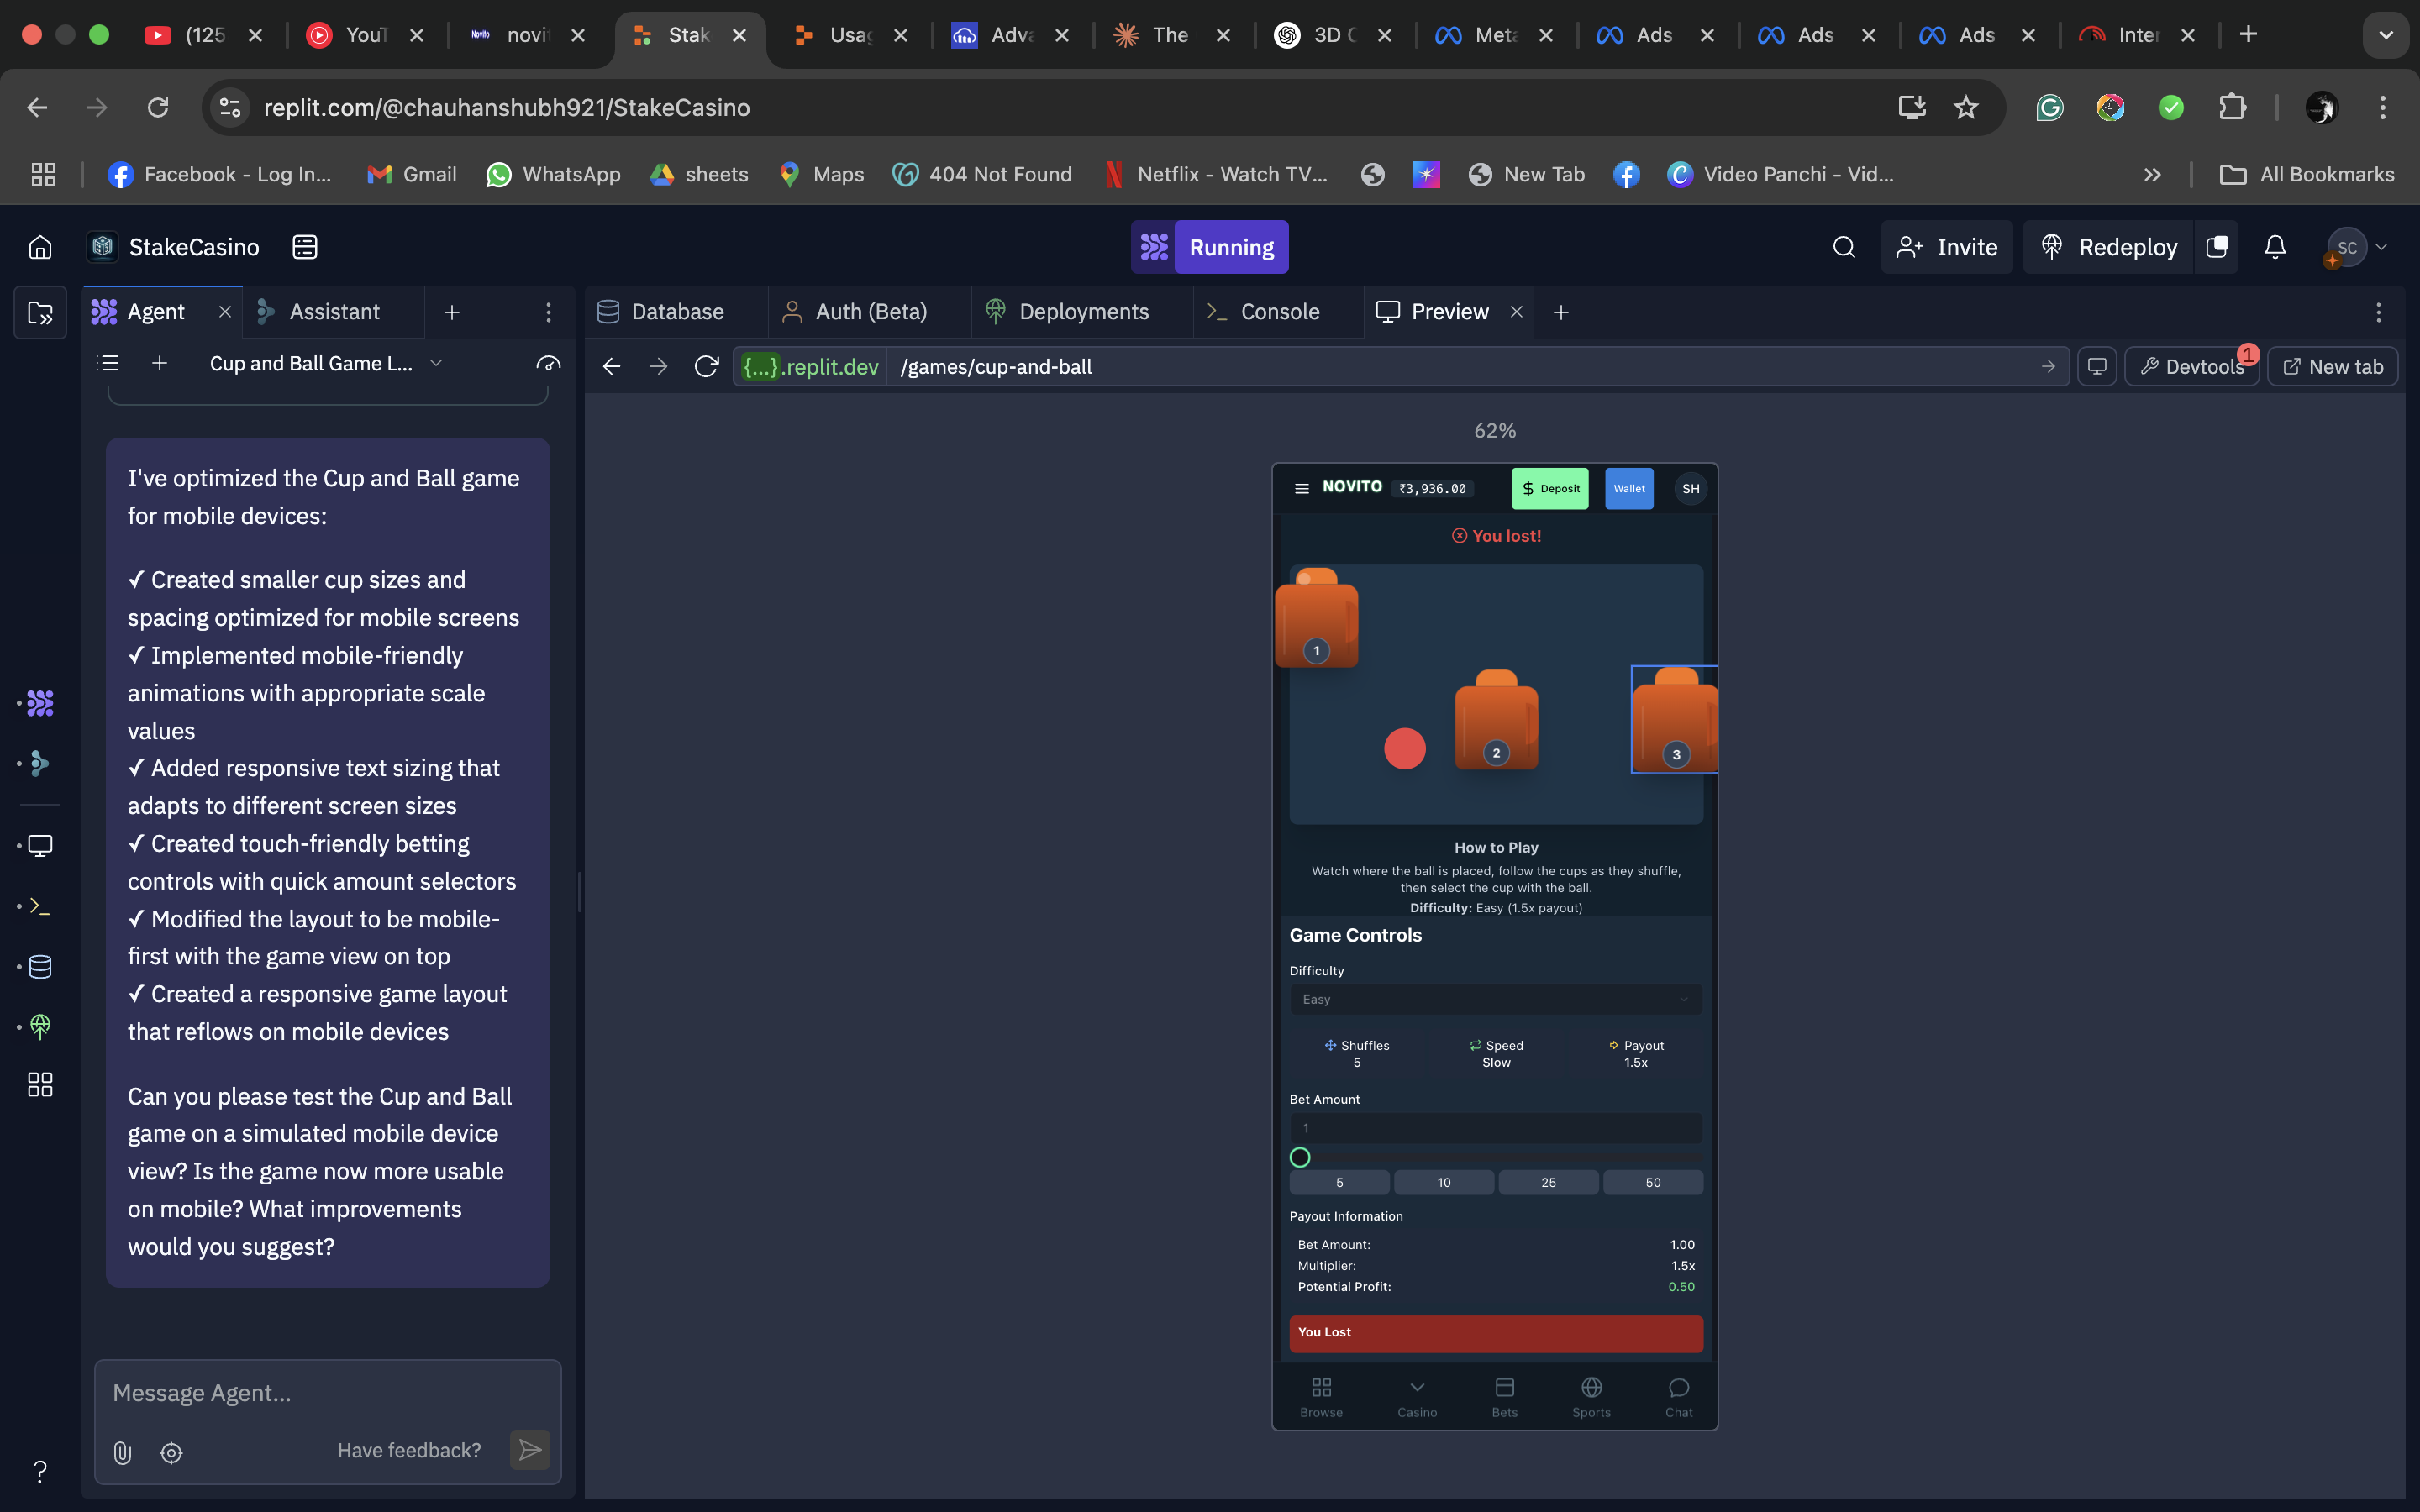 (125
YouT
Novito
novit
Stak
Usag
Adva
The
3D C
Meta
Ads
Ads
Ads
Inter
replit.com/@chauhanshubh921/StakeCasino
Facebook - Log In...
Gmail
WhatsApp
sheets
Maps
404 Not Found
Netflix - Watch TV...
New Tab
Video Panchi - Vid...
All Bookmarks
StakeCasino
Running
Invite
Redeploy
SC
Agent
Assistant
Database
Auth (Beta)
Deployments
Console
Preview
Cup and Ball Game L...
{...}.replit.dev
/games/cup-and-ball
Devtools
1
New tab
I've optimized the Cup and Ball game
for mobile devices:
✓ Created smaller cup sizes and
spacing optimized for mobile screens
✓ Implemented mobile-friendly
animations with appropriate scale
values
✓ Added responsive text sizing that
adapts to different screen sizes
✓ Created touch-friendly betting
controls with quick amount selectors
✓ Modified the layout to be mobile-
first with the game view on top
✓ Created a responsive game layout
that reflows on mobile devices
Can you please test the Cup and Ball
game on a simulated mobile device
view? Is the game now more usable
on mobile? What improvements
would you suggest?
Message Agent...
Have feedback?
?
62%
NOVITO
₹3,936.00
$ Deposit
Wallet
SH
You lost!
1
2
3
How to Play
Watch where the ball is placed, follow the cups as they shuffle,
then select the cup with the ball.
Difficulty: Easy (1.5x payout)
Game Controls
Difficulty
Easy
Shuffles
5
Speed
Slow
Payout
1.5x
Bet Amount
1
5
10
25
50
Payout Information
Bet Amount:
1.00
Multiplier:
1.5x
Potential Profit:
0.50
You Lost
Browse
Casino
Bets
Sports
Chat